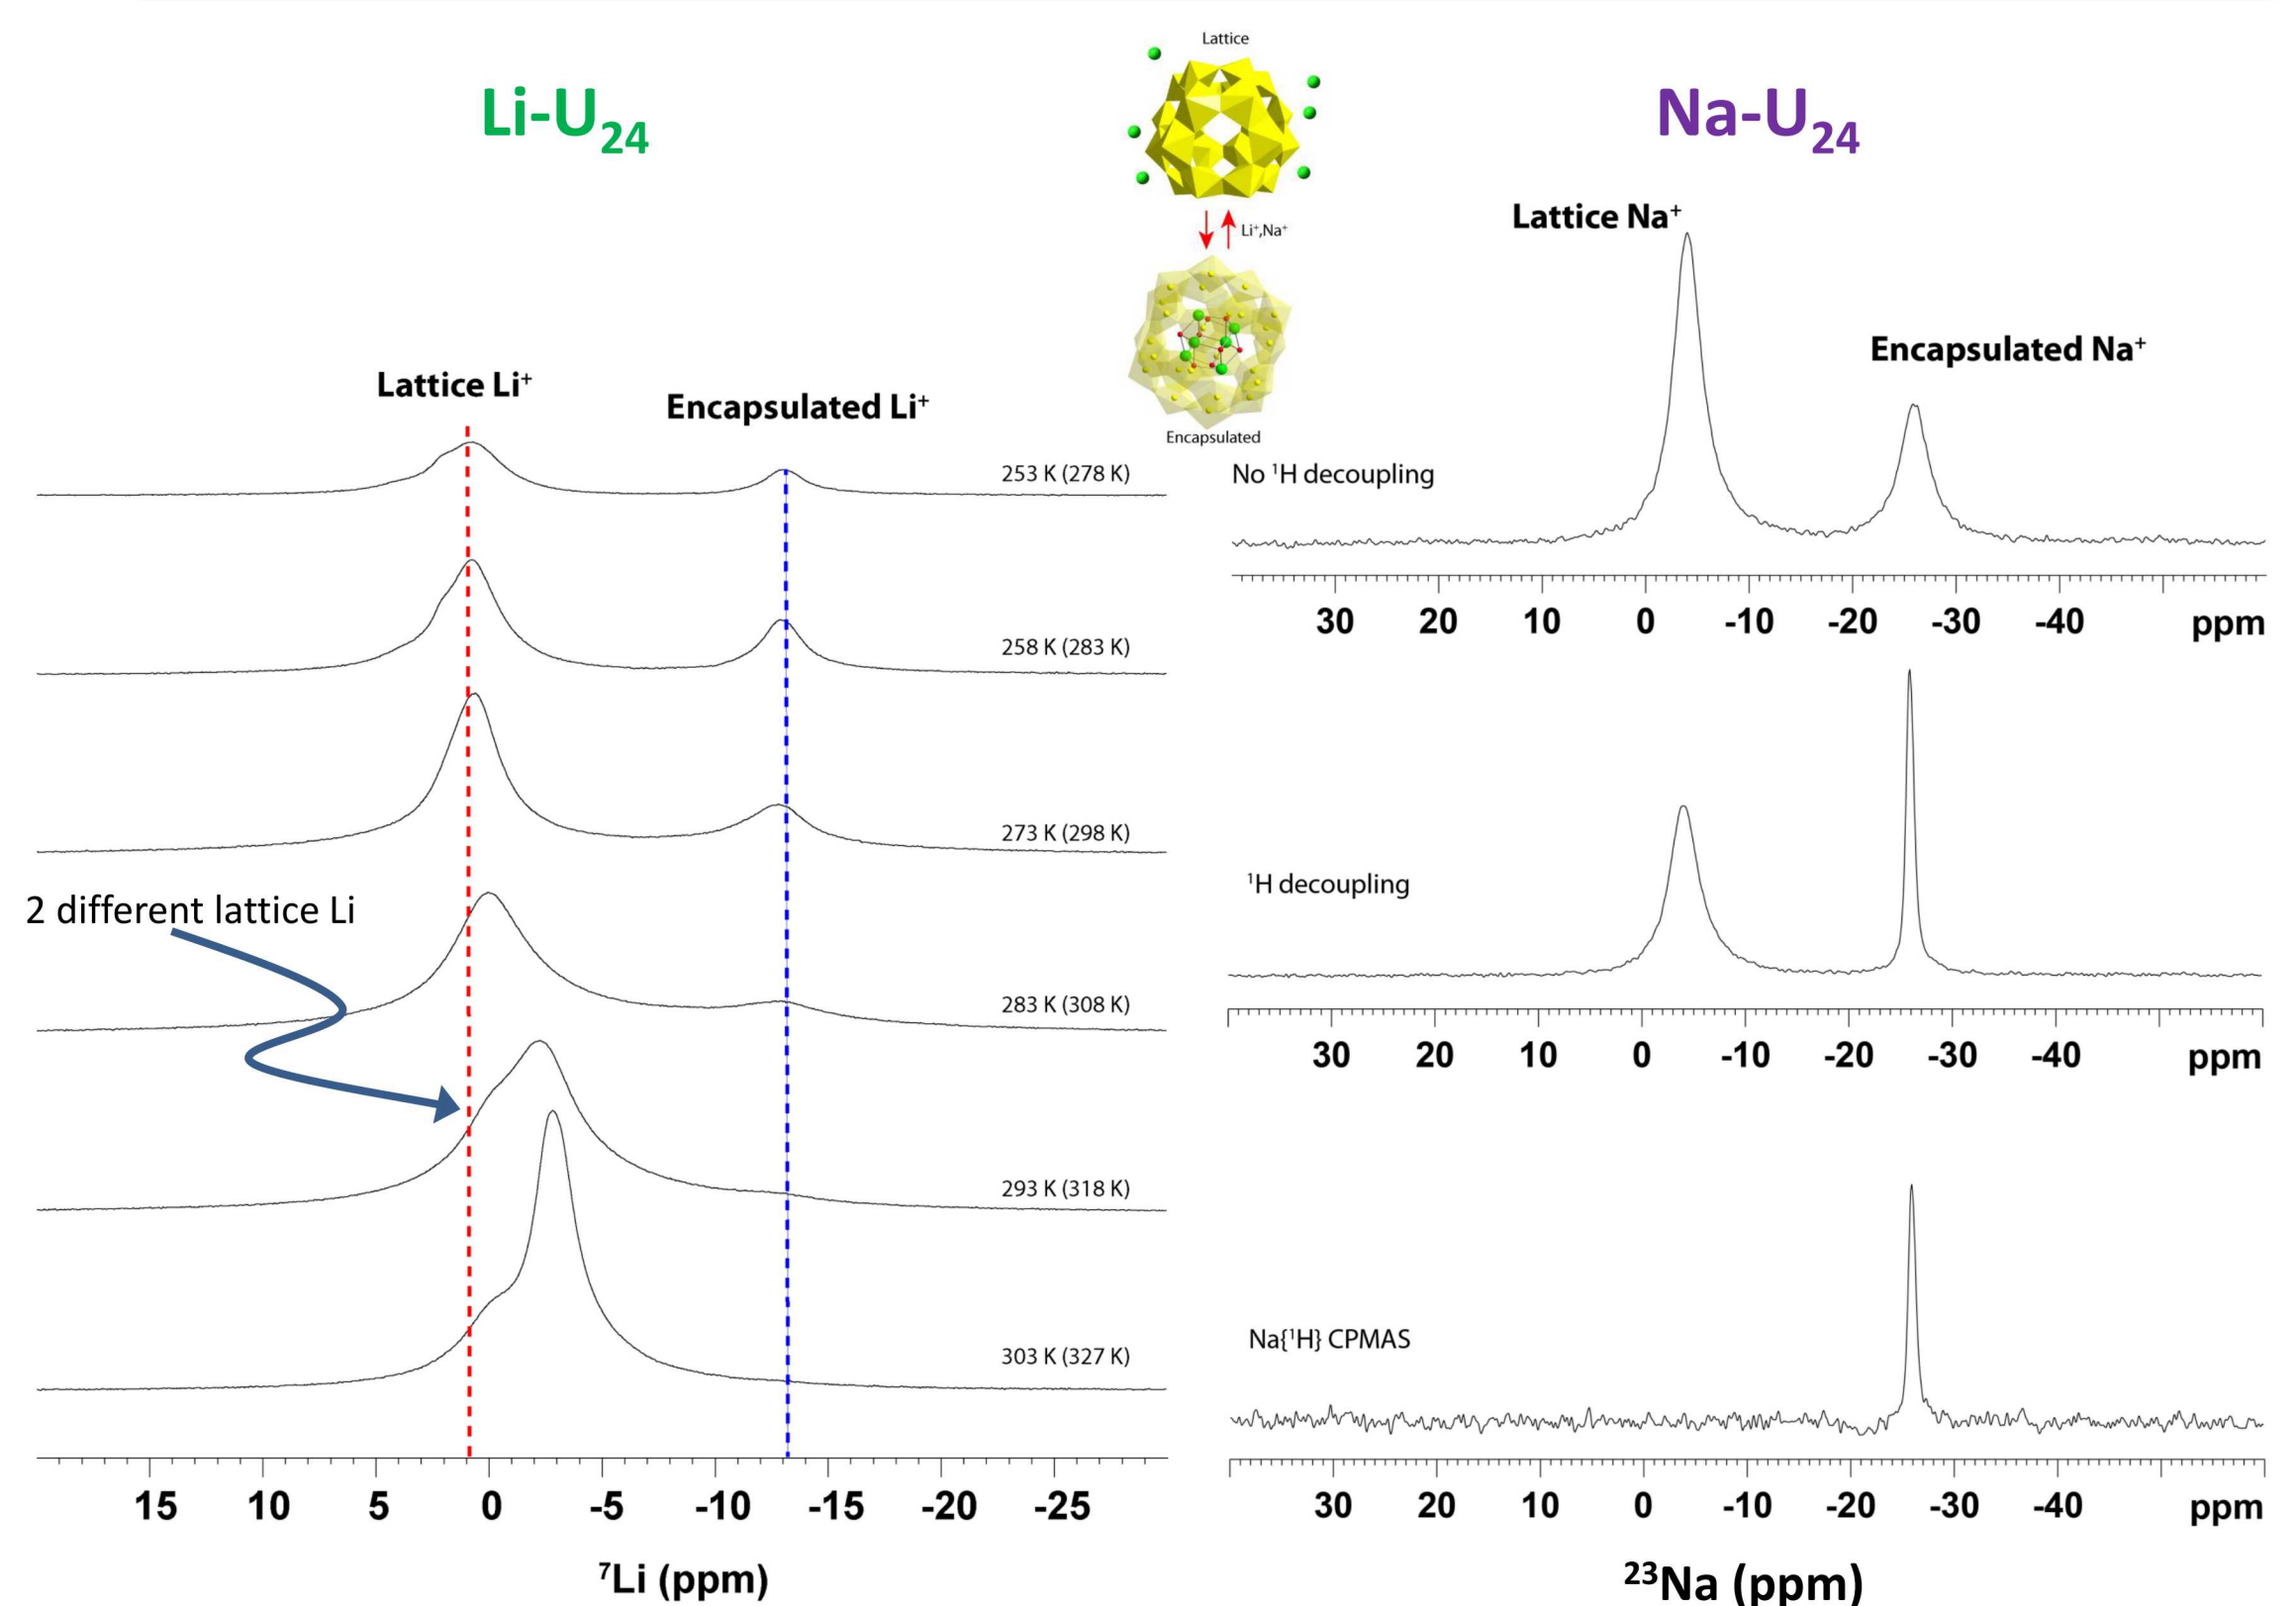 Li-U24
Lattice
Na-U24
Li⁺,Na⁺
Encapsulated
Lattice Li⁺
Encapsulated Li⁺
253 K (278 K)
258 K (283 K)
273 K (298 K)
2 different lattice Li
283 K (308 K)
293 K (318 K)
303 K (327 K)
15 10 5 0 -5 -10 -15 -20 -25
⁷Li (ppm)
Lattice Na⁺
Encapsulated Na⁺
No ¹H decoupling
30 20 10 0 -10 -20 -30 -40 ppm
¹H decoupling
30 20 10 0 -10 -20 -30 -40 ppm
Na{¹H} CPMAS
30 20 10 0 -10 -20 -30 -40 ppm
²³Na (ppm)